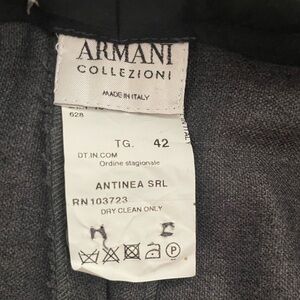 ARMANI
COLLEZIONI
MADE IN ITALY
628
TG. 42
DT.IN.COM
Ordine stagionale
ANTINEA SRL
RN 103723
DRY CLEAN ONLY
P